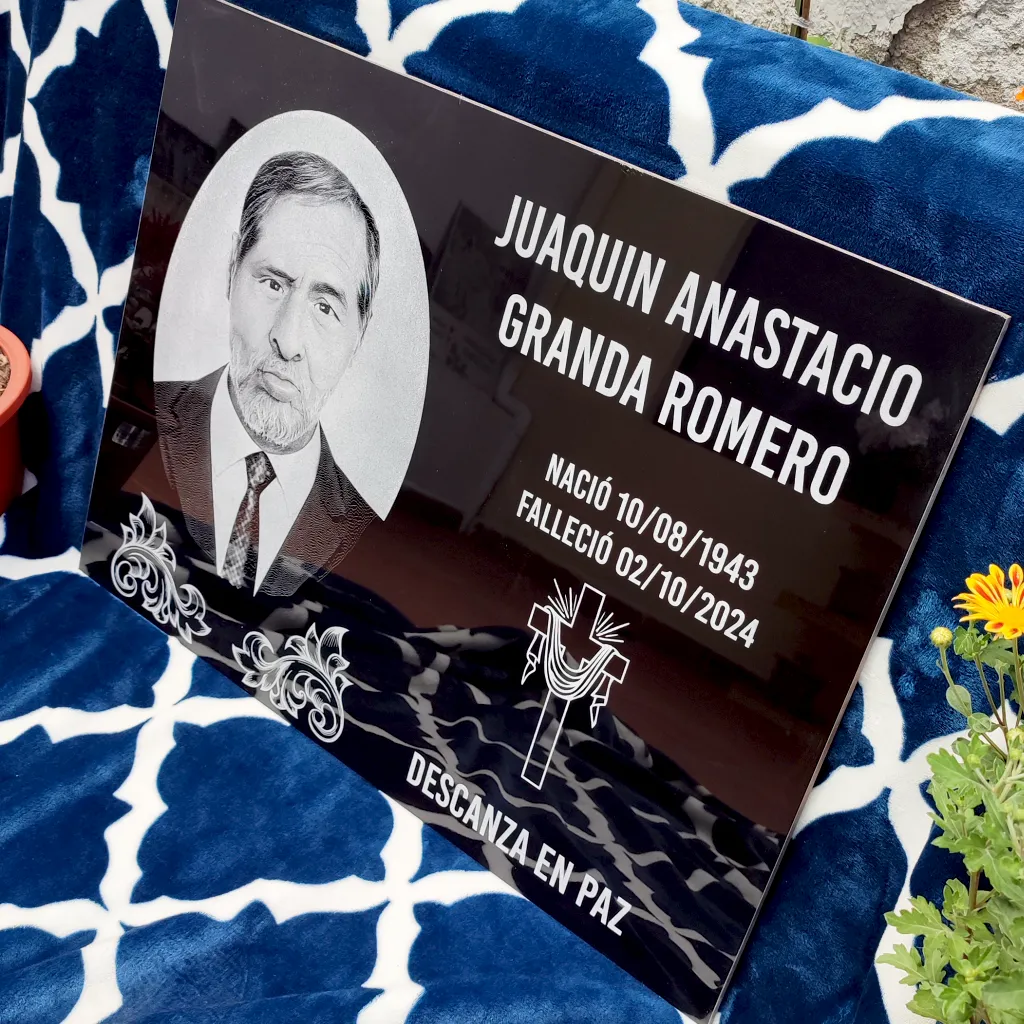 JUAQUIN ANASTACIO
GRANDA ROMERO
NACIÓ 10/08/1943
FALLECIÓ 02/10/2024
DESCANZA EN PAZ